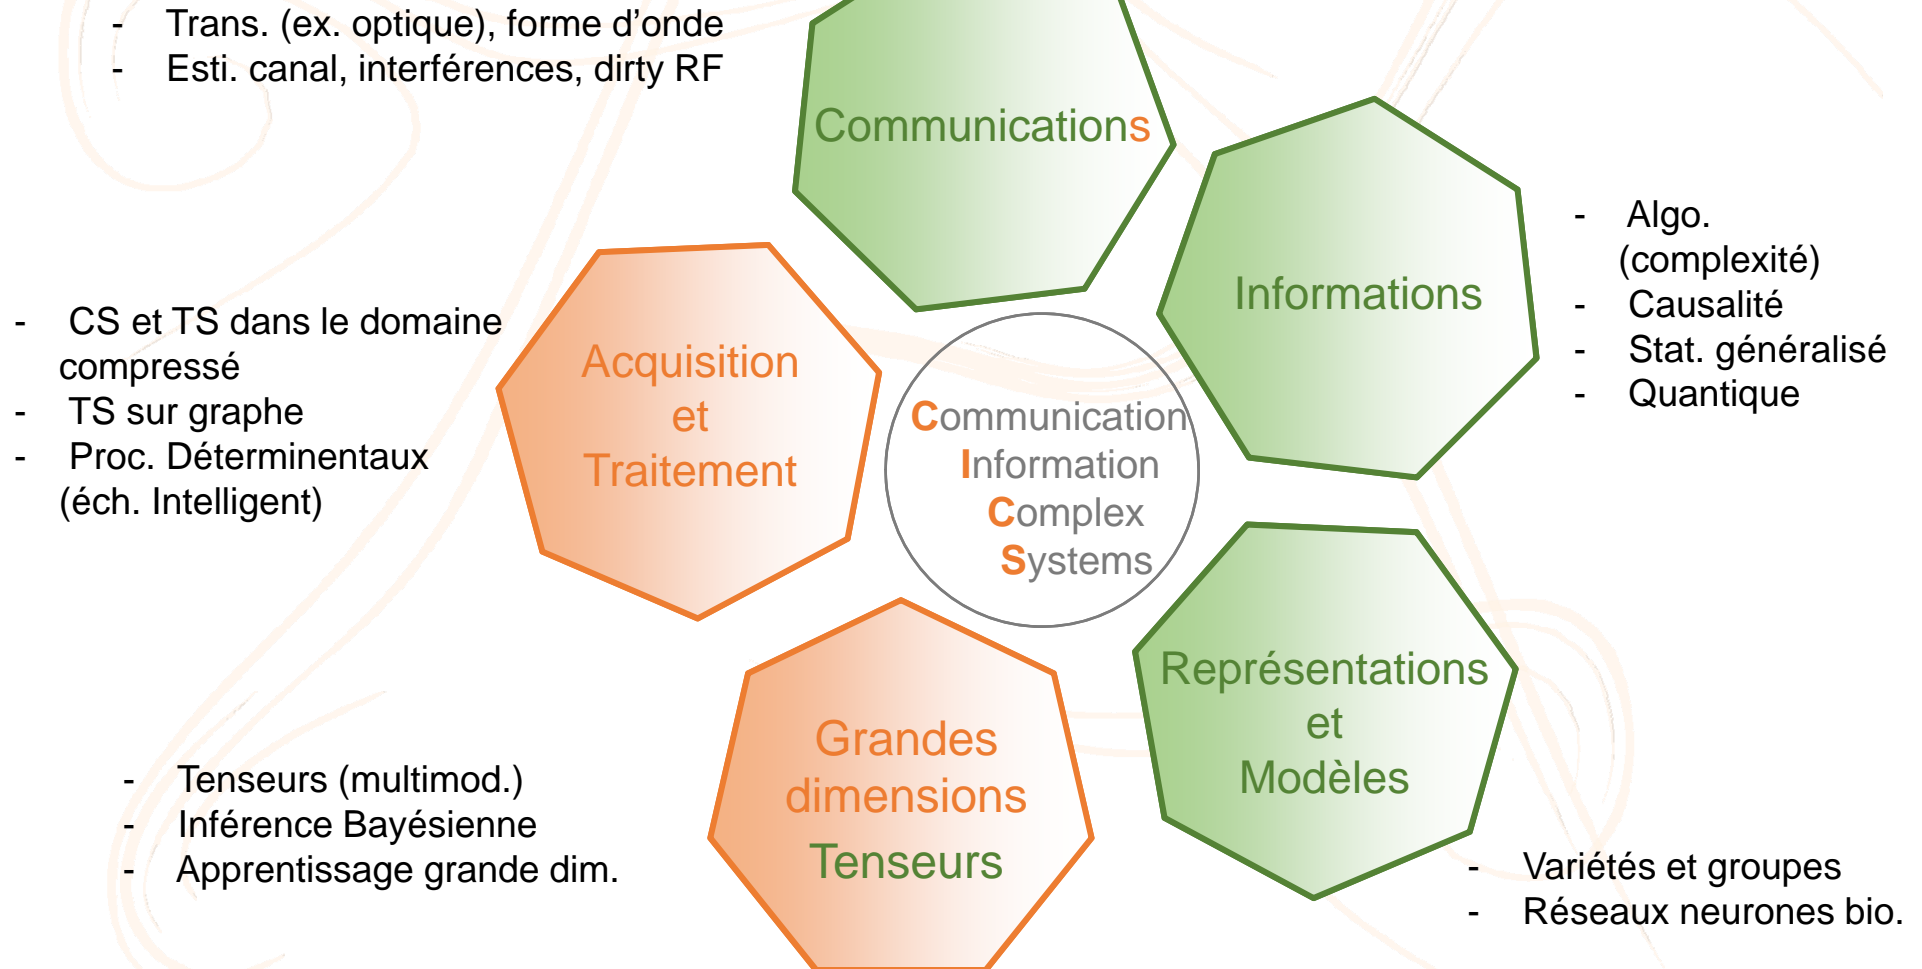 - Trans. (ex. optique), forme d’onde
- Esti. canal, interférences, dirty RF
Communications
Informations
- Algo.
(complexité)
- Causalité
- Stat. généralisé
- Quantique
- CS et TS dans le domaine
compressé
- TS sur graphe
- Proc. Déterminentaux
(éch. Intelligent)
Acquisition
et
Traitement
Communication
Information
Complex
Systems
Représentations
et
Modèles
Grandes
dimensions
Tenseurs
- Tenseurs (multimod.)
- Inférence Bayésienne
- Apprentissage grande dim.
- Variétés et groupes
- Réseaux neurones bio.